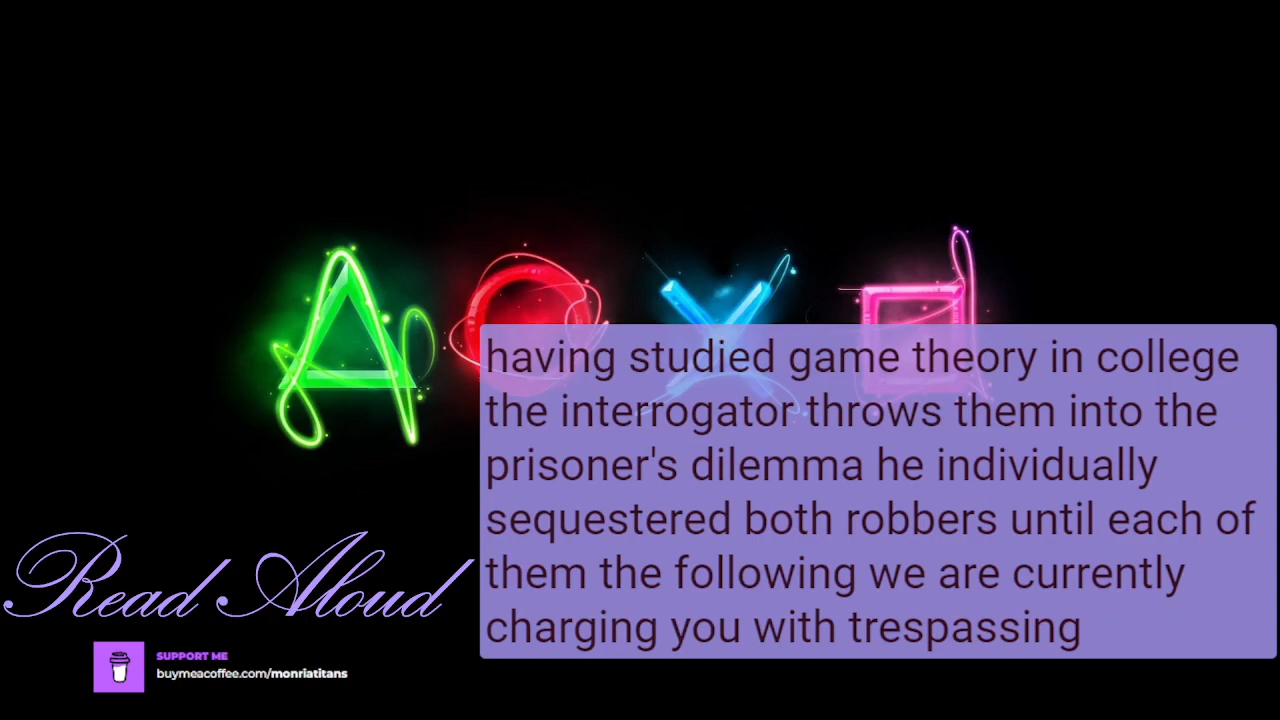 having studied game theory in college
the interrogator throws them into the
prisoner's dilemma he individually
sequestered both robbers until each of
them the following we are currently
charging you with trespassing
Read Aloud
SUPPORT ME
buymeacoffee.com/monriatitans